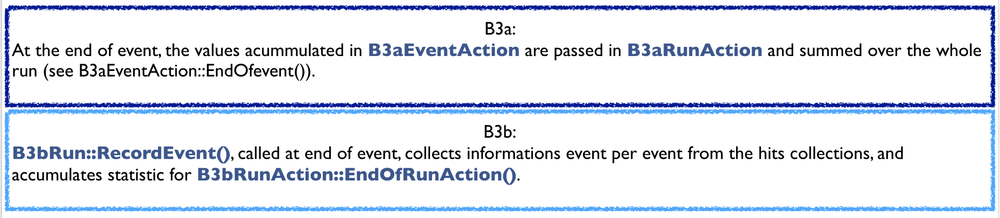 B3a:
At the end of event, the values acummulated in B3aEventAction are passed in B3aRunAction and summed over the whole
run (see B3aEventAction::EndOfevent()).
B3b:
B3bRun::RecordEvent(), called at end of event, collects informations event per event from the hits collections, and
accumulates statistic for B3bRunAction::EndOfRunAction().